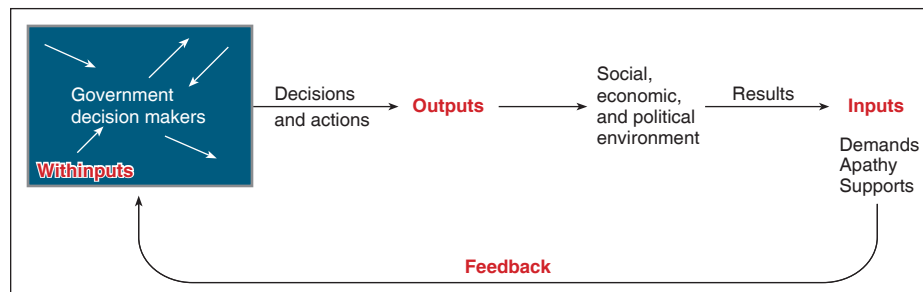 Government
decision makers
Withinputs
Decisions
and actions
Outputs
Social,
economic,
and political
environment
Results
Inputs
Demands
Apathy
Supports
Feedback